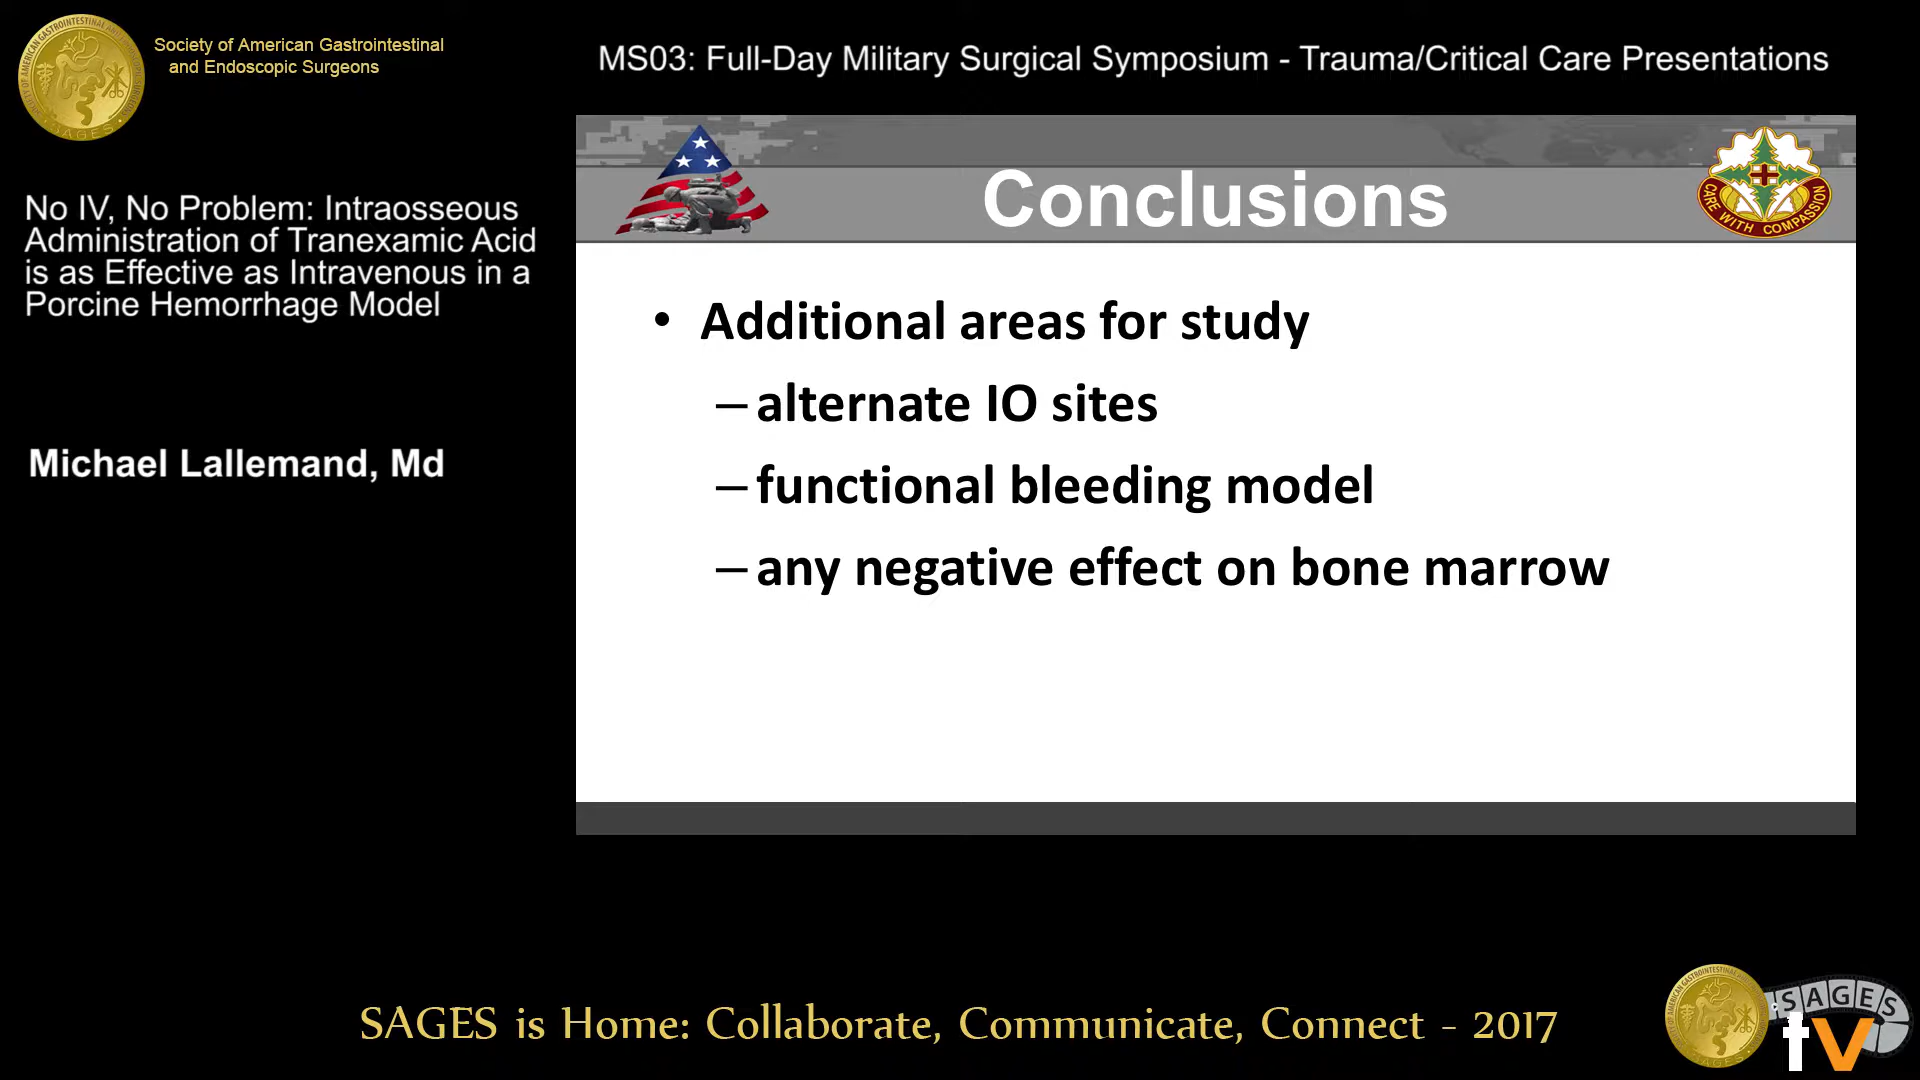 Society of American Gastrointestinal
and Endoscopic Surgeons
MS03: Full-Day Military Surgical Symposium - Trauma/Critical Care Presentations
No IV, No Problem: Intraosseous
Administration of Tranexamic Acid
is as Effective as Intravenous in a
Porcine Hemorrhage Model
Michael Lallemand, Md
Conclusions
CARE WITH COMPASSION
• Additional areas for study
– alternate IO sites
– functional bleeding model
– any negative effect on bone marrow
SAGES is Home: Collaborate, Communicate, Connect - 2017
SAGES
tv